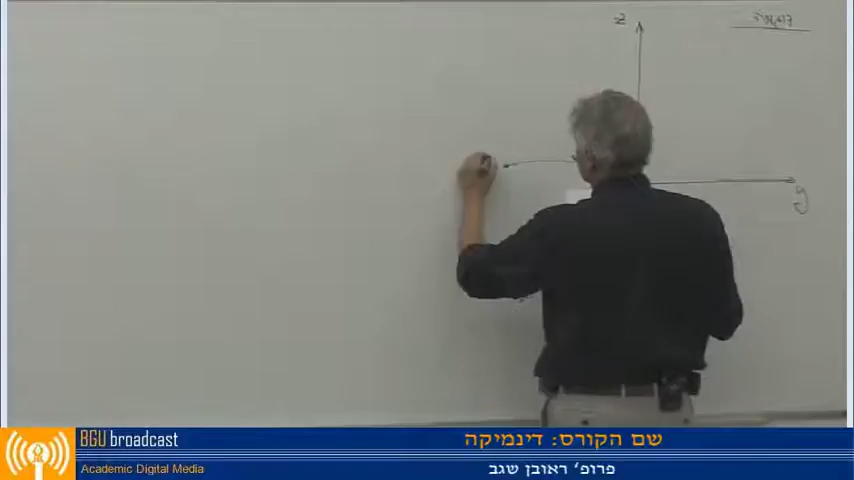 z
y
BGU broadcast
Academic Digital Media
שם הקורס: דינמיקה
פרופ' ראובן שגב